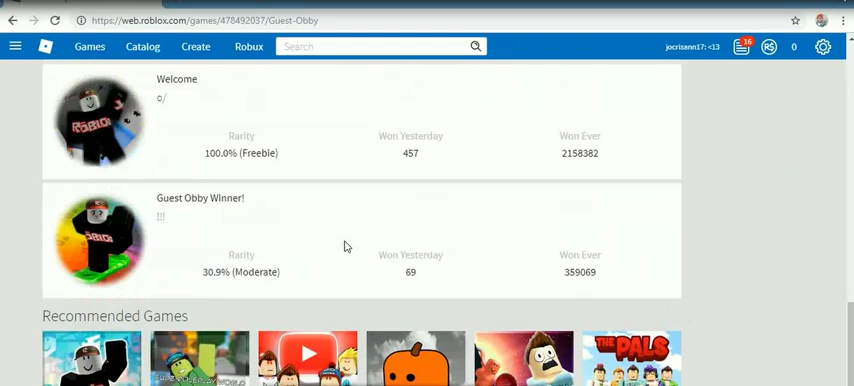 https://web.roblox.com/games/478492037/Guest-Obby
Games Catalog Create Robux Search jocrisann17: <13 16 R$ 0
Welcome
o/
Rarity Won Yesterday Won Ever
100.0% (Freebie) 457 2158382
ROBLOX
Guest Obby Winner!
!!!
Rarity Won Yesterday Won Ever
30.9% (Moderate) 69 359069
Recommended Games
THE PALS